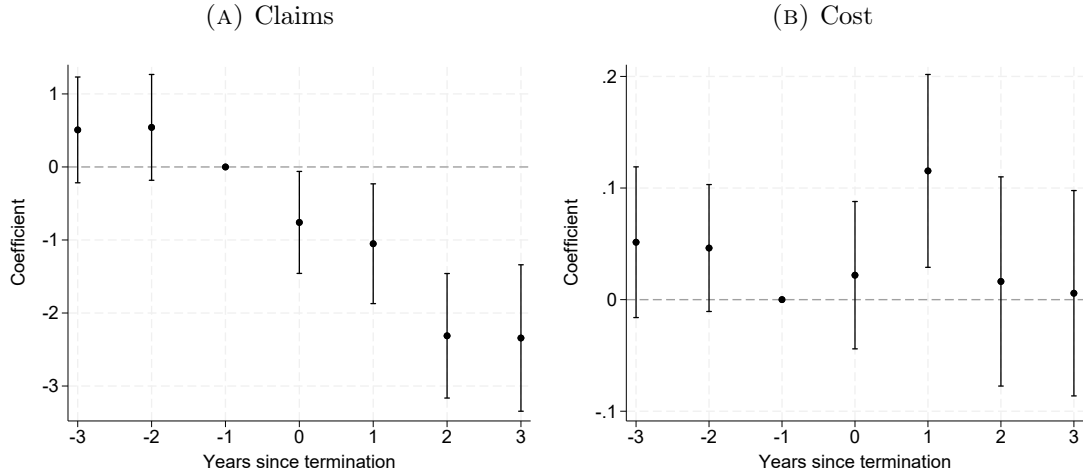 (A) Claims
1
0
-1
-2
-3
Coefficient
-3 -2 -1 0 1 2 3
Years since termination
(B) Cost
.2
.1
0
-.1
Coefficient
-3 -2 -1 0 1 2 3
Years since termination